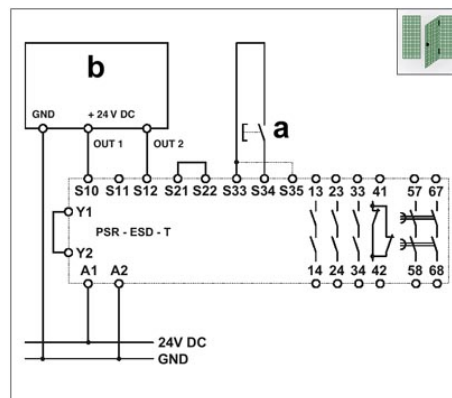 b
GND
+ 24 V DC
OUT 1
OUT 2
a
S10 S11 S12 S21 S22 S33 S34 S35 13 23 33 41 57 67
Y1
PSR - ESD - T
Y2
A1 A2
14 24 34 42 58 68
24V DC
GND